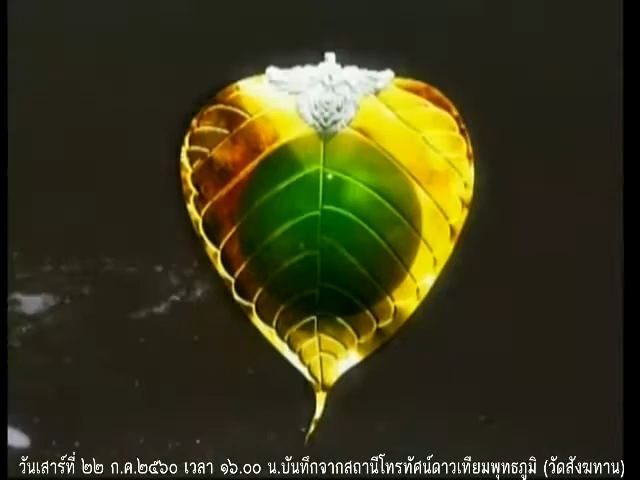 วันเสาร์ที่ ๒๒ ก.ค.๒๕๖๐ เวลา ๑๖.๐๐ น.บันทึกจากสถานีโทรทัศน์ดาวเทียมพุทธภูมิ (วัดสังฆทาน)